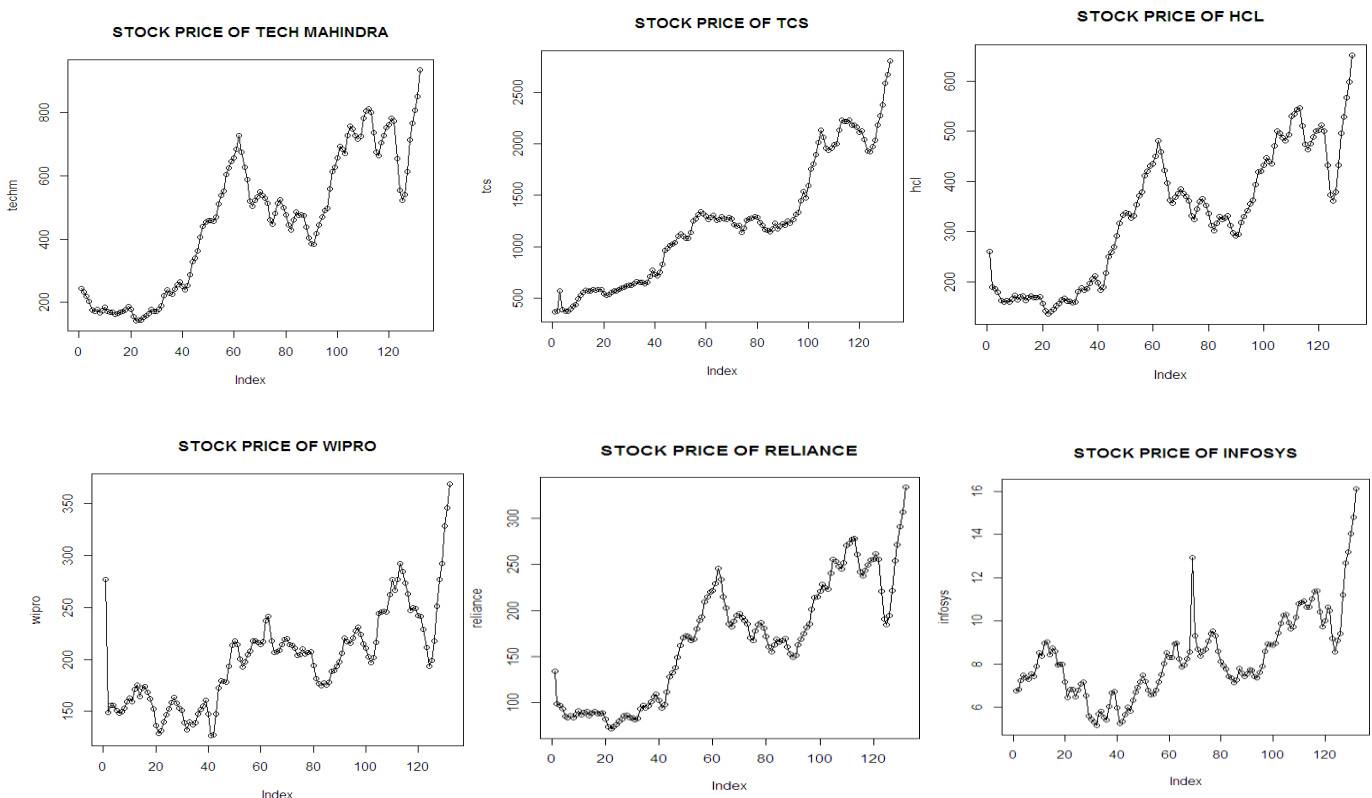 STOCK PRICE OF TECH MAHINDRA
techm
800
600
400
200
0 20 40 60 80 100 120
Index
STOCK PRICE OF TCS
tcs
2500
2000
1500
1000
500
0 20 40 60 80 100 120
Index
STOCK PRICE OF HCL
hcl
600
500
400
300
200
0 20 40 60 80 100 120
Index
STOCK PRICE OF WIPRO
wipro
350
300
250
200
150
0 20 40 60 80 100 120
Index
STOCK PRICE OF RELIANCE
reliance
300
250
200
150
100
0 20 40 60 80 100 120
Index
STOCK PRICE OF INFOSYS
infosys
16
14
12
10
8
6
0 20 40 60 80 100 120
Index